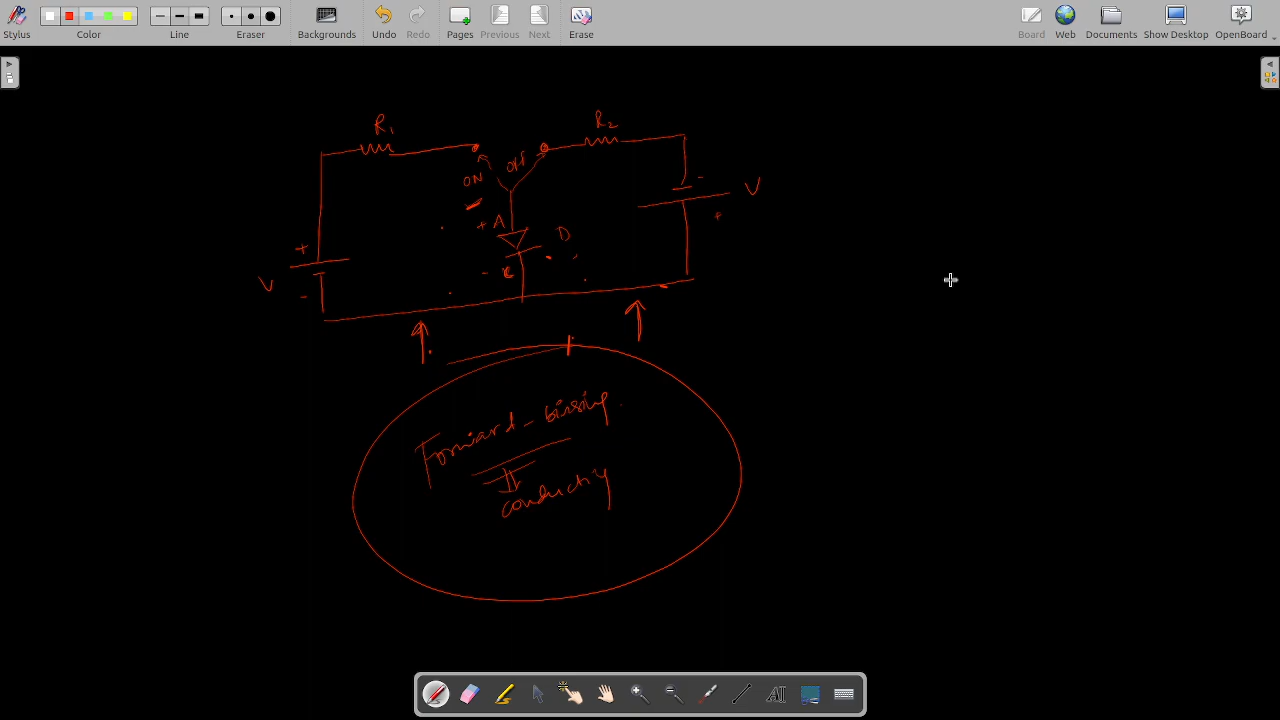 Stylus Color Line Eraser Backgrounds Undo Redo Pages Previous Next Erase Board Web Documents Show Desktop OpenBoard
R1
R2
ON
OFF
-
V
+ A
+
D
+
- K
V
-
Forward - biasing
conducting
AI